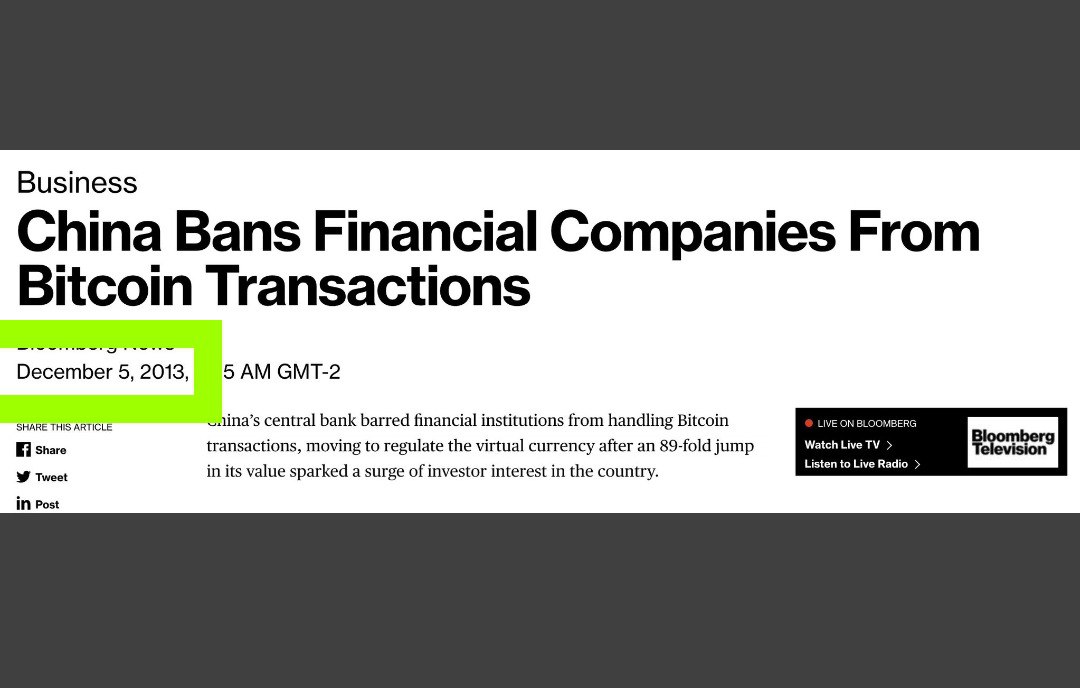 Business
China Bans Financial Companies From
Bitcoin Transactions
Bloomberg News
December 5, 2013, 5 AM GMT-2
SHARE THIS ARTICLE
Share
Tweet
Post
China’s central bank barred financial institutions from handling Bitcoin
transactions, moving to regulate the virtual currency after an 89-fold jump
in its value sparked a surge of investor interest in the country.
LIVE ON BLOOMBERG
Watch Live TV
Listen to Live Radio
Bloomberg
Television